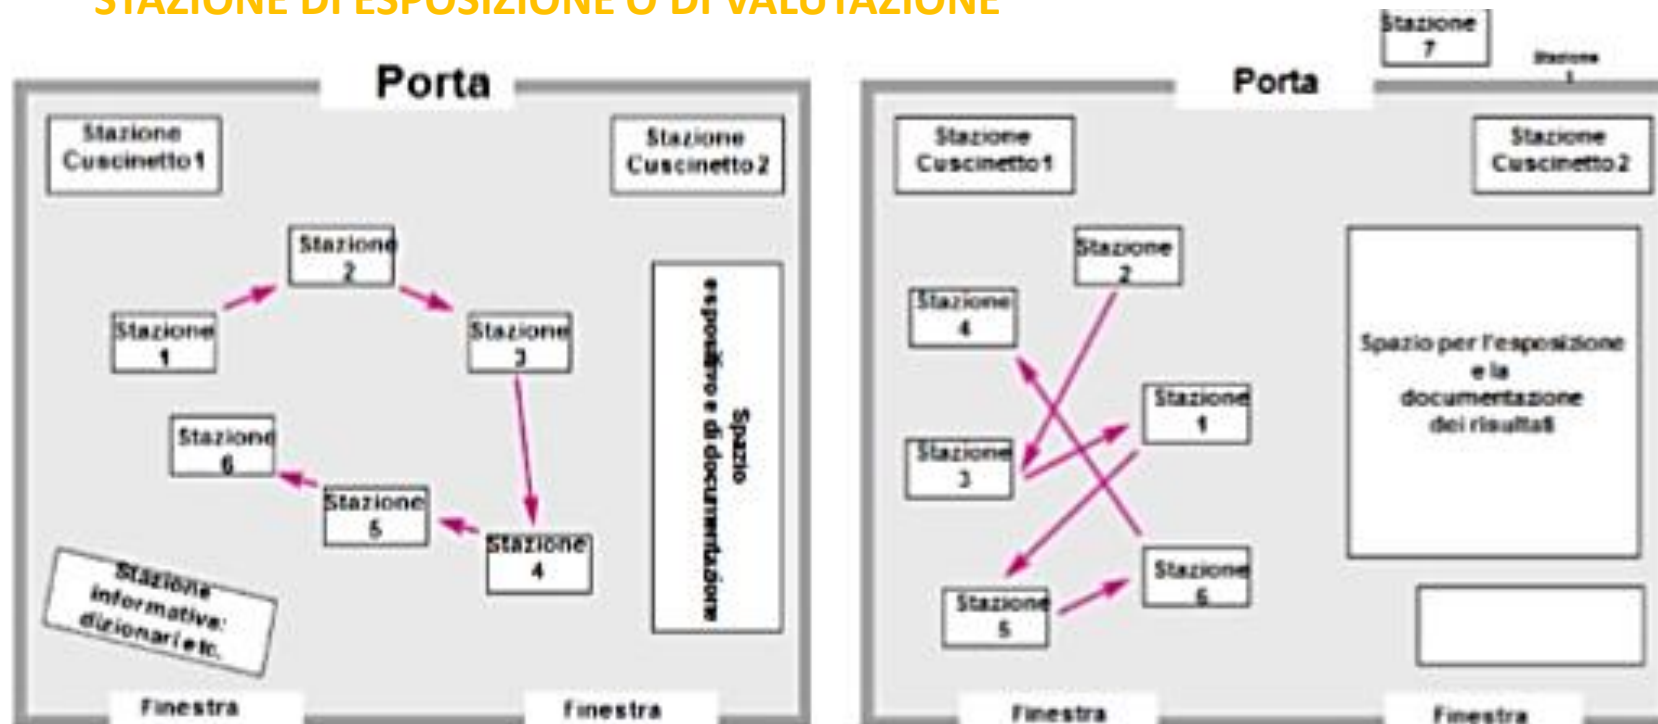 STAZIONE DI ESPOSIZIONE O DI VALUTAZIONE
Porta
Stazione
Cuscinetto 1
Stazione
Cuscinetto 2
Stazione
2
Stazione
1
Stazione
3
Stazione
6
Stazione
5
Stazione
4
Spazio
espositivo e di documentazione
Stazione
informativa:
dizionari etc.
Finestra
Finestra
Stazione
7
Stazione
1
Porta
Stazione
Cuscinetto 1
Stazione
Cuscinetto 2
Stazione
2
Stazione
4
Stazione
1
Stazione
3
Stazione
5
Stazione
6
Spazio per l'esposizione
e la
documentazione
dei risultati
Finestra
Finestra